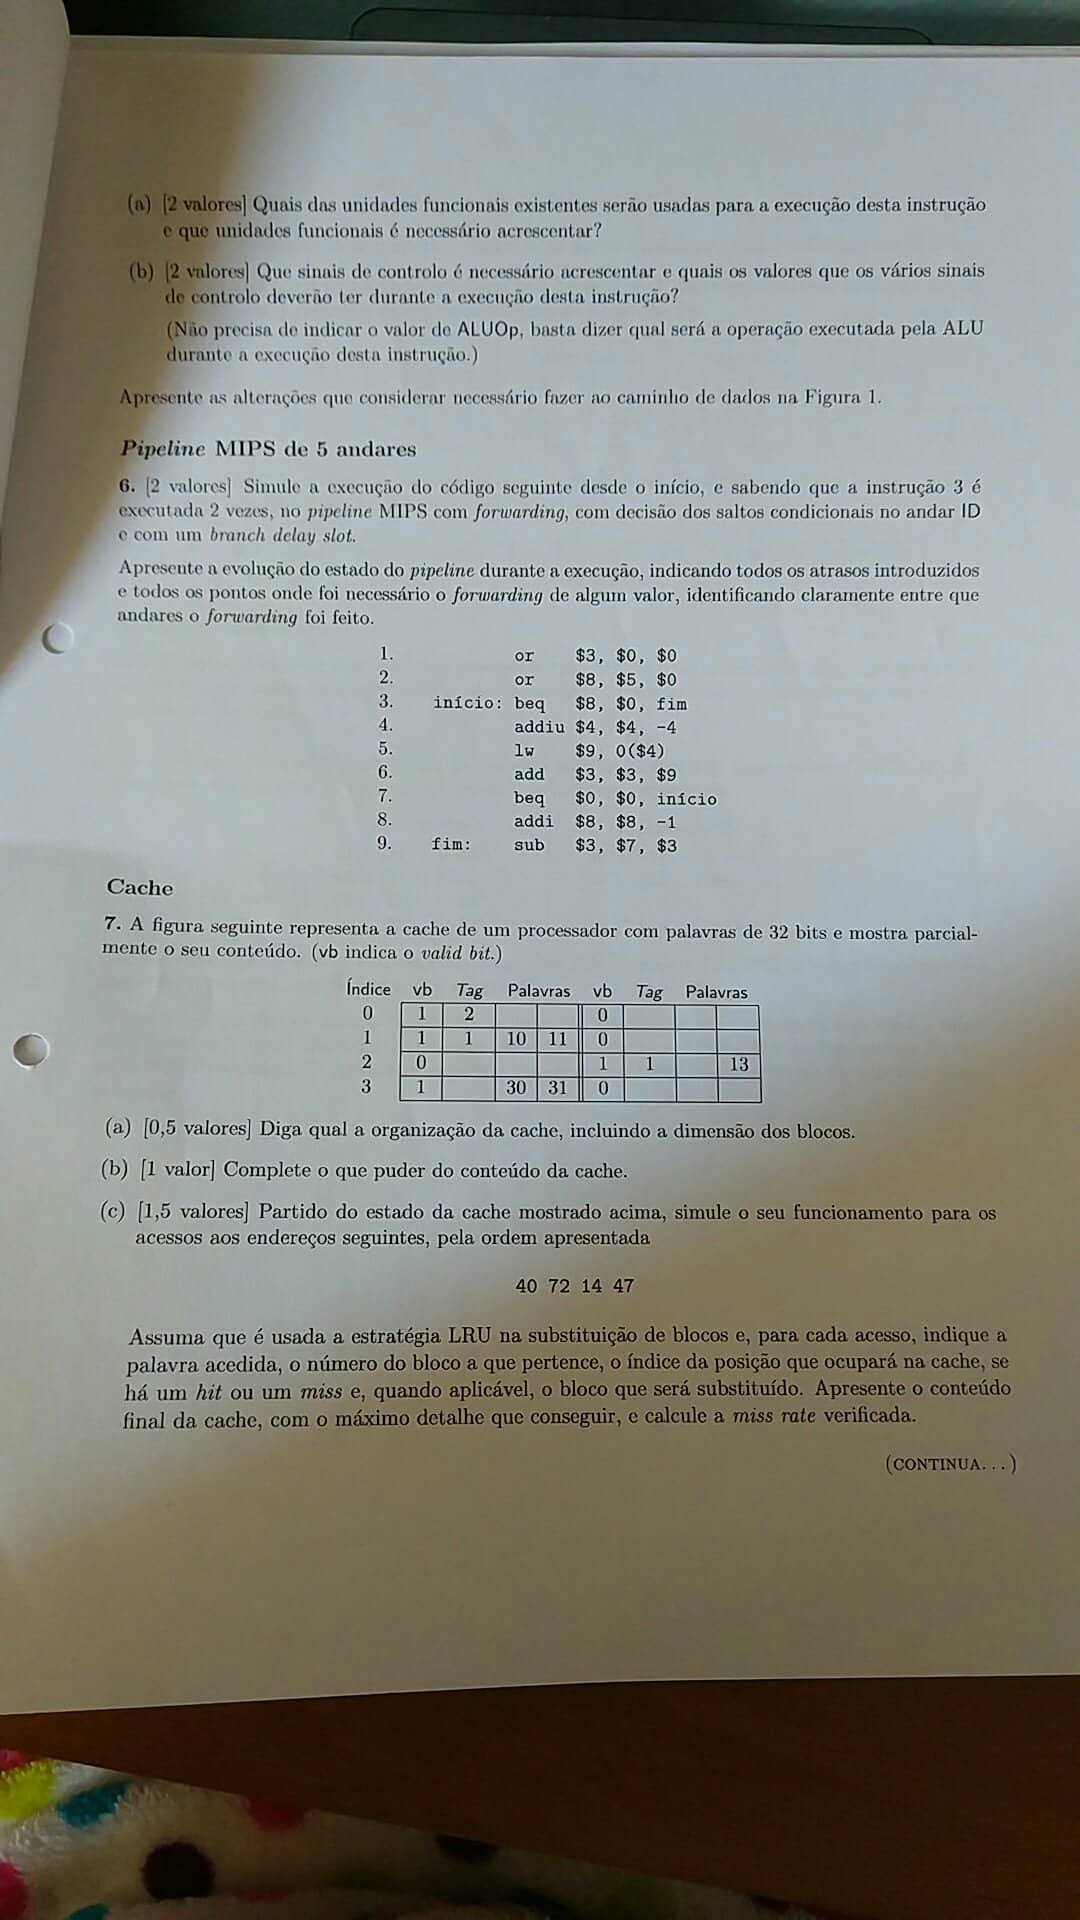 (a) [2 valores] Quais das unidades funcionais existentes serão usadas para a execução desta instrução
e que unidades funcionais é necessário acrescentar?
(b) [2 valores] Que sinais de controlo é necessário acrescentar e quais os valores que os vários sinais
de controlo deverão ter durante a execução desta instrução?
(Não precisa de indicar o valor de ALUOp, basta dizer qual será a operação executada pela ALU
durante a execução desta instrução.)
Apresente as alterações que considerar necessário fazer ao caminho de dados na Figura 1.
Pipeline MIPS de 5 andares
6. [2 valores] Simule a execução do código seguinte desde o início, e sabendo que a instrução 3 é
executada 2 vezes, no pipeline MIPS com forwarding, com decisão dos saltos condicionais no andar ID
e com um branch delay slot.
Apresente a evolução do estado do pipeline durante a execução, indicando todos os atrasos introduzidos
e todos os pontos onde foi necessário o forwarding de algum valor, identificando claramente entre que
andares o forwarding foi feito.
1. or $3, $0, $0
2. or $8, $5, $0
3. início: beq $8, $0, fim
4. addiu $4, $4, -4
5. lw $9, 0($4)
6. add $3, $3, $9
7. beq $0, $0, início
8. addi $8, $8, -1
9. fim: sub $3, $7, $3
Cache
7. A figura seguinte representa a cache de um processador com palavras de 32 bits e mostra parcial-
mente o seu conteúdo. (vb indica o valid bit.)
Índice vb Tag Palavras vb Tag Palavras
0 1 2 0
1 1 1 10 11 0
2 0 1 1 13
3 1 30 31 0
(a) [0,5 valores] Diga qual a organização da cache, incluindo a dimensão dos blocos.
(b) [1 valor] Complete o que puder do conteúdo da cache.
(c) [1,5 valores] Partido do estado da cache mostrado acima, simule o seu funcionamento para os
acessos aos endereços seguintes, pela ordem apresentada
40 72 14 47
Assuma que é usada a estratégia LRU na substituição de blocos e, para cada acesso, indique a
palavra acedida, o número do bloco a que pertence, o índice da posição que ocupará na cache, se
há um hit ou um miss e, quando aplicável, o bloco que será substituído. Apresente o conteúdo
final da cache, com o máximo detalhe que conseguir, e calcule a miss rate verificada.
(CONTINUA...)